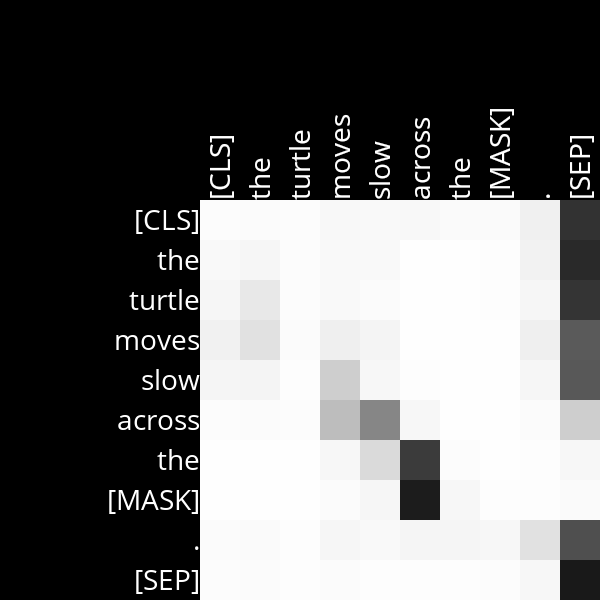 [CLS] the turtle moves slow across the [MASK] . [SEP]
[CLS]
the
turtle
moves
slow
across
the
[MASK]
.
[SEP]